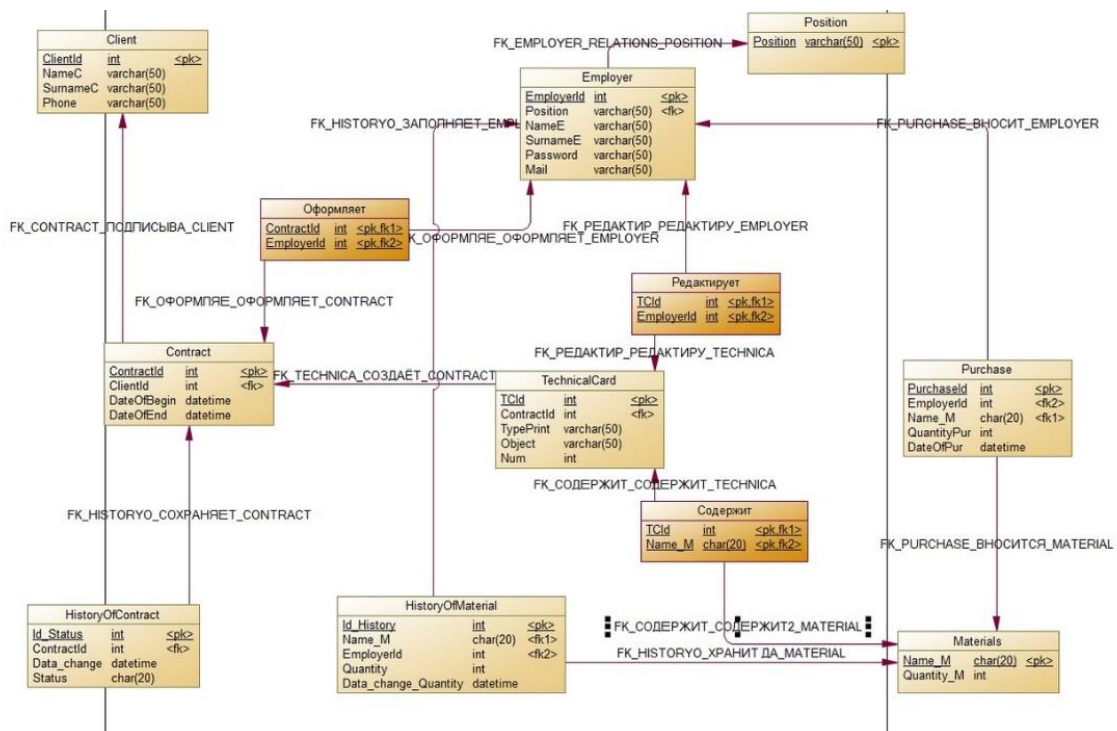 Client
ClientId int <pk>
NameC varchar(50)
SurnameC varchar(50)
Phone varchar(50)
Position
Position varchar(50) <pk>
FK_EMPLOYER_RELATIONS_POSITION
Employer
EmployerId int <pk>
Position varchar(50) <fk>
NameE varchar(50)
SurnameE varchar(50)
Password varchar(50)
Mail varchar(50)
FK_HISTORYO_ЗАПОЛНЯЕТ_EMPL
FK_PURCHASE_ВНОСИТ_EMPLOYER
FK_CONTRACT_ПОДПИСЫВА_CLIENT
Оформляет
ContractId int <pk,fk1>
EmployerId int <pk,fk2>
K_ОФОРМЛЯЕ_ОФОРМЛЯЕТ_EMPLOYER
FK_РЕДАКТИР_РЕДАКТИРУ_EMPLOYER
Редактирует
TCId int <pk,fk1>
EmployerId int <pk,fk2>
FK_ОФОРМЛЯЕ_ОФОРМЛЯЕТ_CONTRACT
FK_РЕДАКТИР_РЕДАКТИРУ_TECHNICA
Contract
ContractId int <pk>
ClientId int <fk>
DateOfBegin datetime
DateOfEnd datetime
FK_TECHNICA_СОЗДАЁТ_CONTRACT
TechnicalCard
TCId int <pk>
ContractId int <fk>
TypePrint varchar(50)
Object varchar(50)
Num int
Purchase
PurchaseId int <pk>
EmployerId int <fk2>
Name_M char(20) <fk1>
QuantityPur int
DateOfPur datetime
FK_СОДЕРЖИТ_СОДЕРЖИТ_TECHNICA
Содержит
TCId int <pk,fk1>
Name_M char(20) <pk,fk2>
FK_HISTORYO_СОХРАНЯЕТ_CONTRACT
FK_PURCHASE_ВНОСИТСЯ_MATERIAL
HistoryOfContract
Id_Status int <pk>
ContractId int <fk>
Data_change datetime
Status char(20)
HistoryOfMaterial
Id_History int <pk>
Name_M char(20) <fk1>
EmployerId int <fk2>
Quantity int
Data_change_Quantity datetime
FK_СОДЕРЖИТ_СОДЕРЖИТ2_MATERIAL
FK_HISTORYO_ХРАНИТ ДА_MATERIAL
Materials
Name_M char(20) <pk>
Quantity_M int